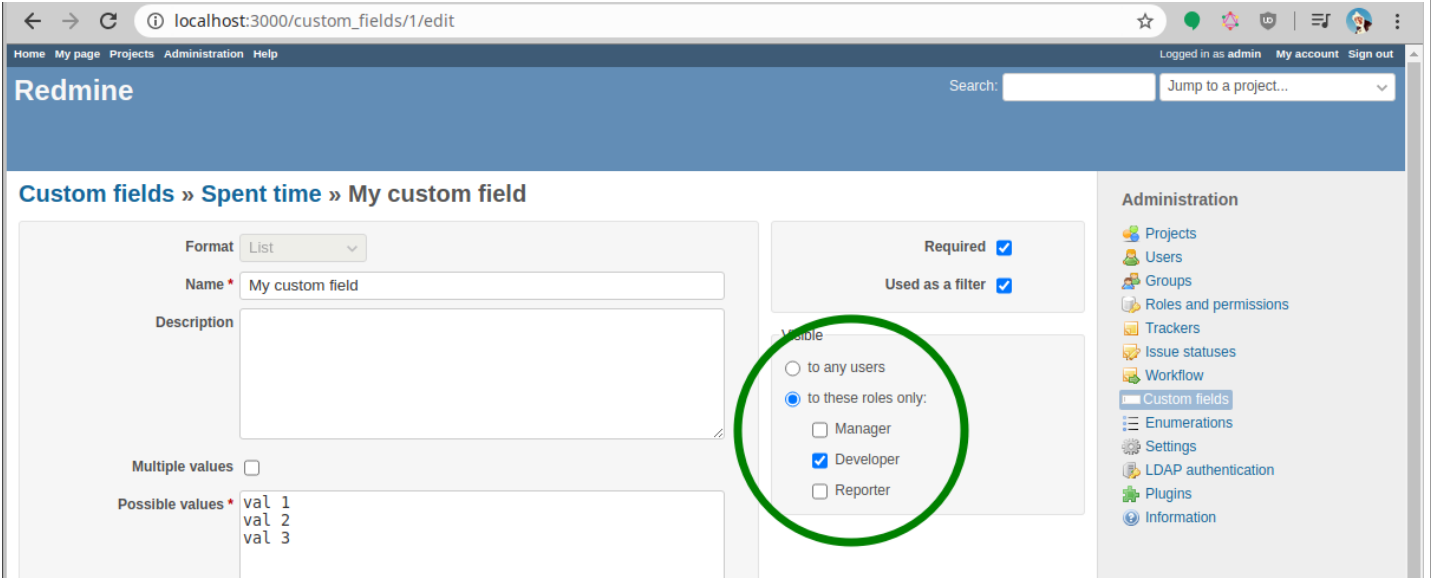 localhost:3000/custom_fields/1/edit
Home My page Projects Administration Help
Logged in as admin My account Sign out
Redmine
Search:
Jump to a project...
Custom fields » Spent time » My custom field
Format List
Name * My custom field
Description
Multiple values
Possible values * val 1
val 2
val 3
Required
Used as a filter
Visible
to any users
to these roles only:
Manager
Developer
Reporter
Administration
Projects
Users
Groups
Roles and permissions
Trackers
Issue statuses
Workflow
Custom fields
Enumerations
Settings
LDAP authentication
Plugins
Information